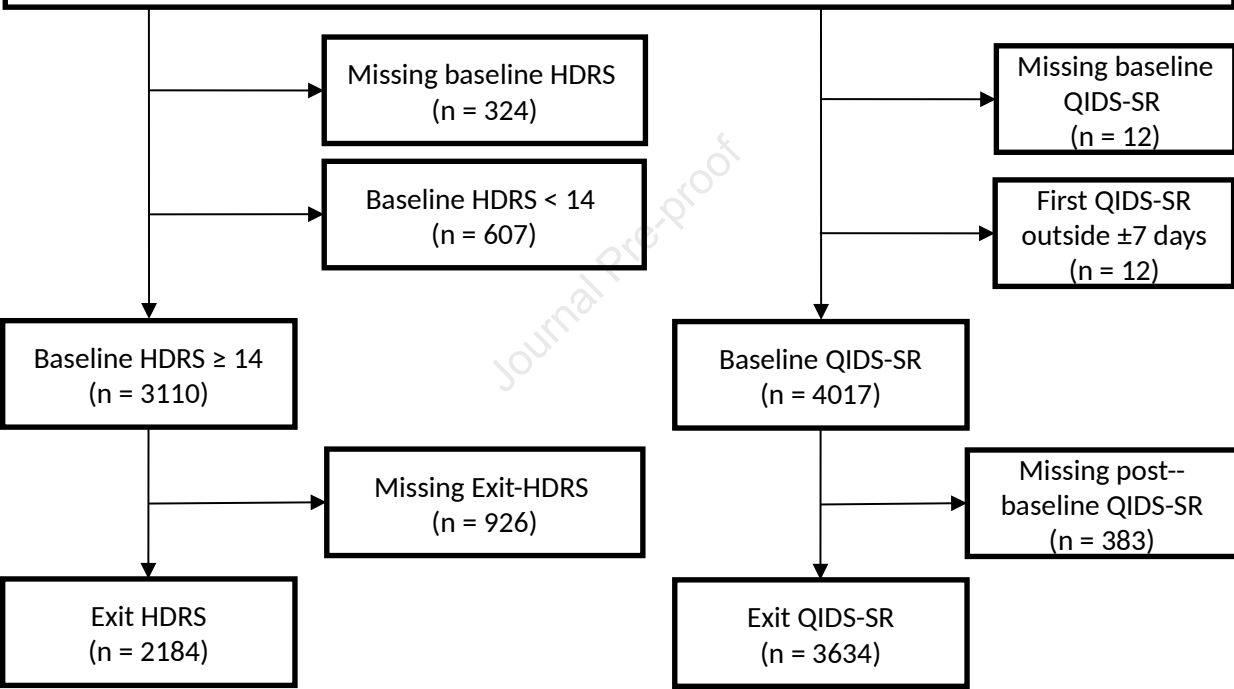 Missing baseline HDRS
(n = 324)
Missing baseline
QIDS-SR
(n = 12)
Baseline HDRS < 14
(n = 607)
First QIDS-SR
outside ±7 days
(n = 12)
Journal Pre-proof
Baseline HDRS ≥ 14
(n = 3110)
Baseline QIDS-SR
(n = 4017)
Missing Exit-HDRS
(n = 926)
Missing post--
baseline QIDS-SR
(n = 383)
Exit HDRS
(n = 2184)
Exit QIDS-SR
(n = 3634)